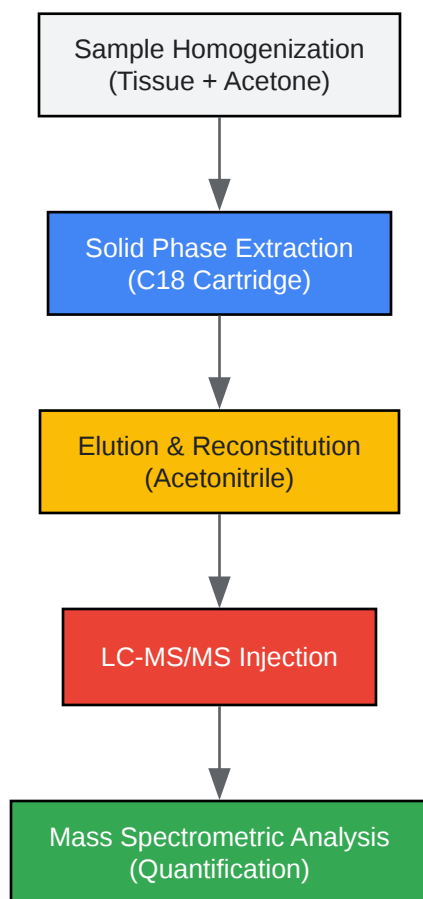 Sample Homogenization
(Tissue + Acetone)
Solid Phase Extraction
(C18 Cartridge)
Elution & Reconstitution
(Acetonitrile)
LC-MS/MS Injection
Mass Spectrometric Analysis
(Quantification)